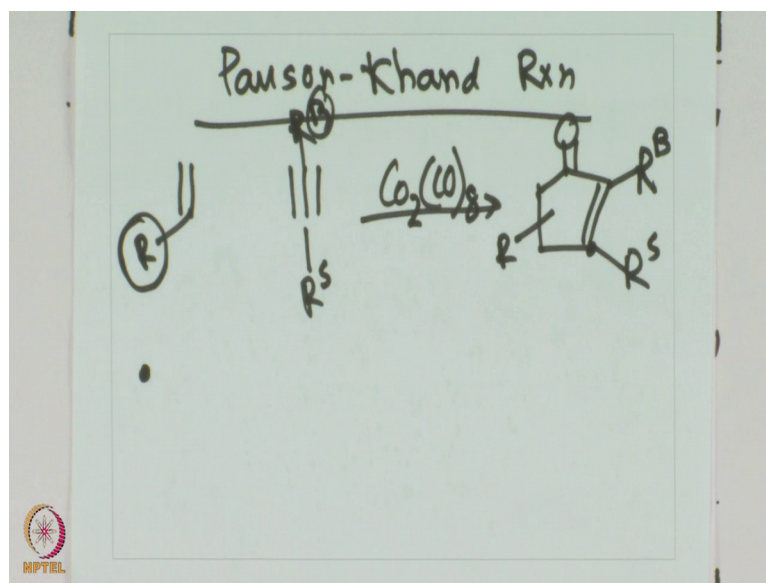 Pauson-Khand Rxn
R B
R
Co2(CO)8
O
R B
R S
R
R S
NPTEL